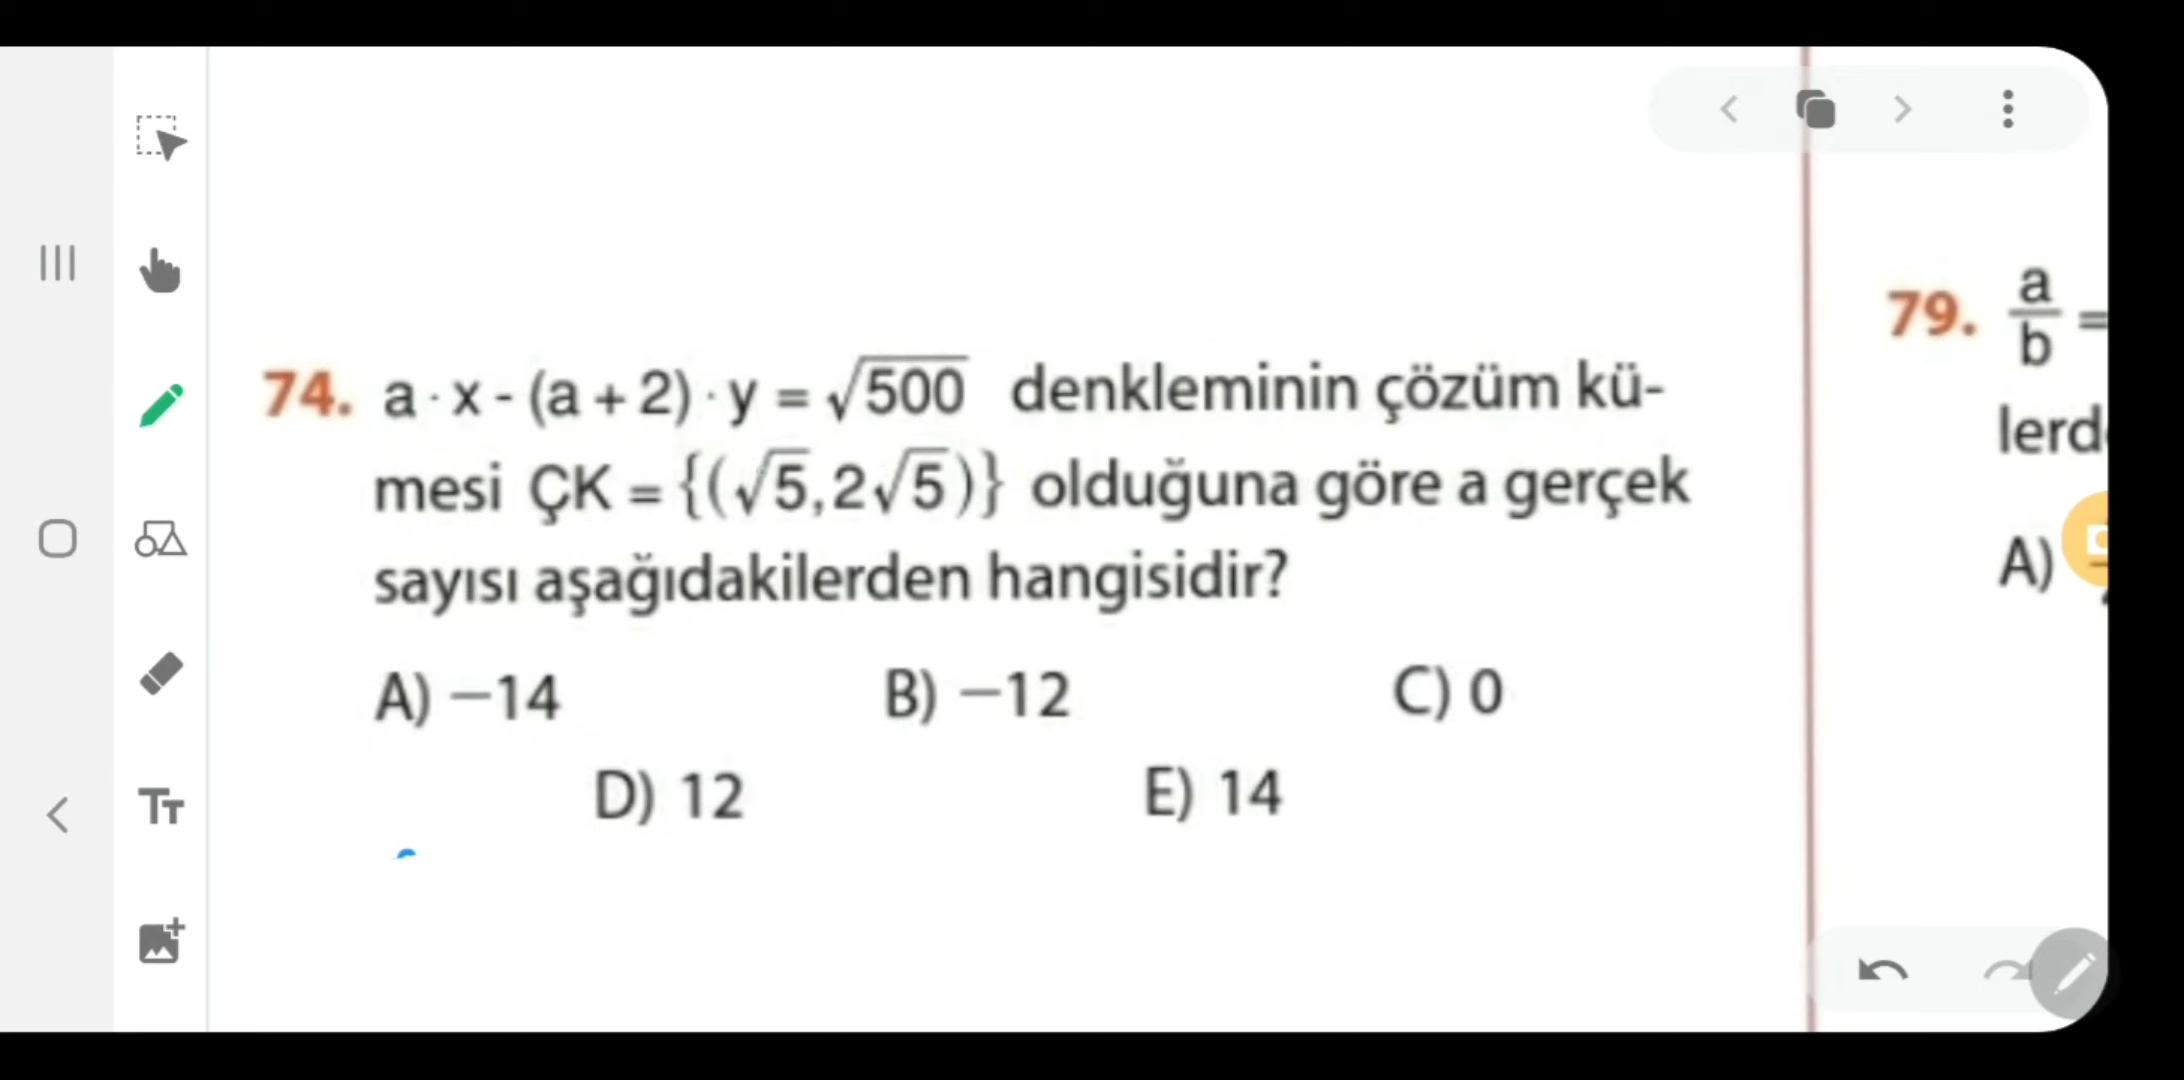 74. a · x - (a + 2) · y = √500 denkleminin çözüm kü-
mesi ÇK = {(√5, 2√5)} olduğuna göre a gerçek
sayısı aşağıdakilerden hangisidir?
A) −14 B) −12 C) 0
D) 12 E) 14
79. a/b =
lerd
A)
Tт